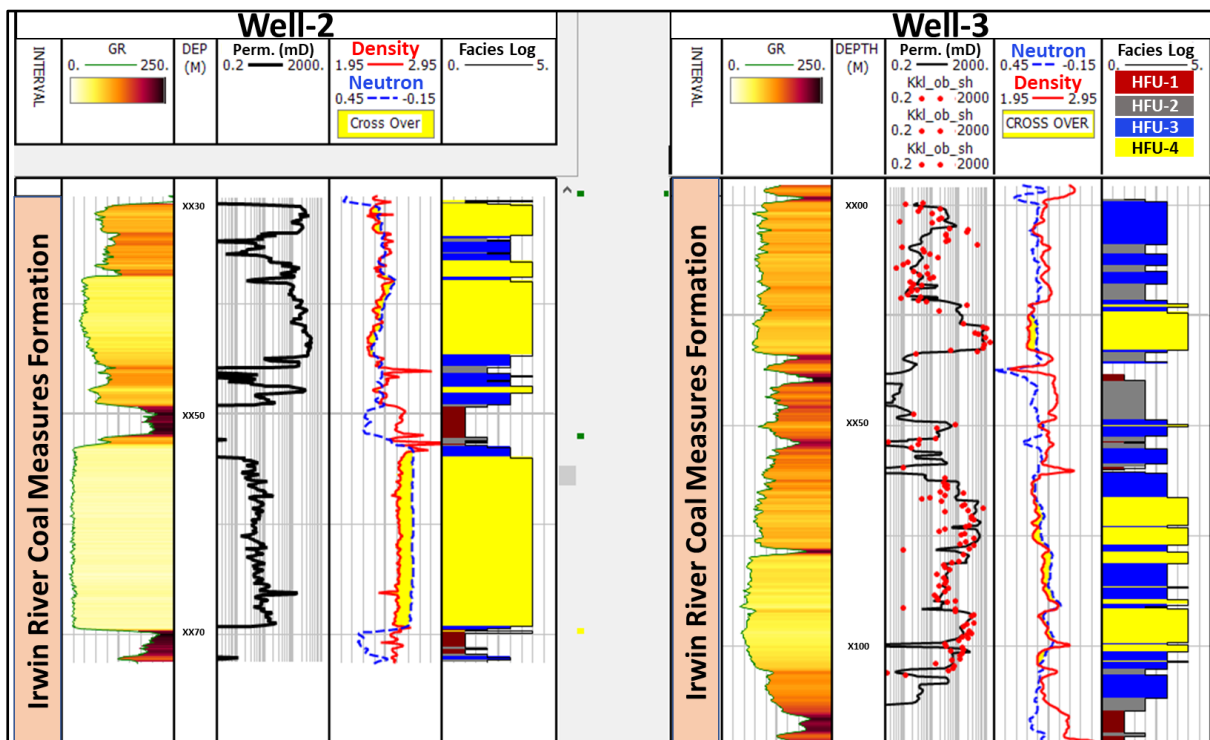 Well-2
INTERVAL
GR
0. 250.
DEP
(M)
Perm. (mD)
0.2 2000.
Density
1.95 2.95
Neutron
0.45 -0.15
Cross Over
Facies Log
0. 5.
Irwin River Coal Measures Formation
XX30
XX50
XX70
Well-3
INTERVAL
GR
0. 250.
DEPTH
(M)
Perm. (mD)
0.2 2000.
Kkl_ob_sh
0.2 2000
Kkl_ob_sh
0.2 2000
Kkl_ob_sh
0.2 2000
Neutron
0.45 -0.15
Density
1.95 2.95
CROSS OVER
Facies Log
0. 5.
HFU-1
HFU-2
HFU-3
HFU-4
Irwin River Coal Measures Formation
XX00
XX50
X100